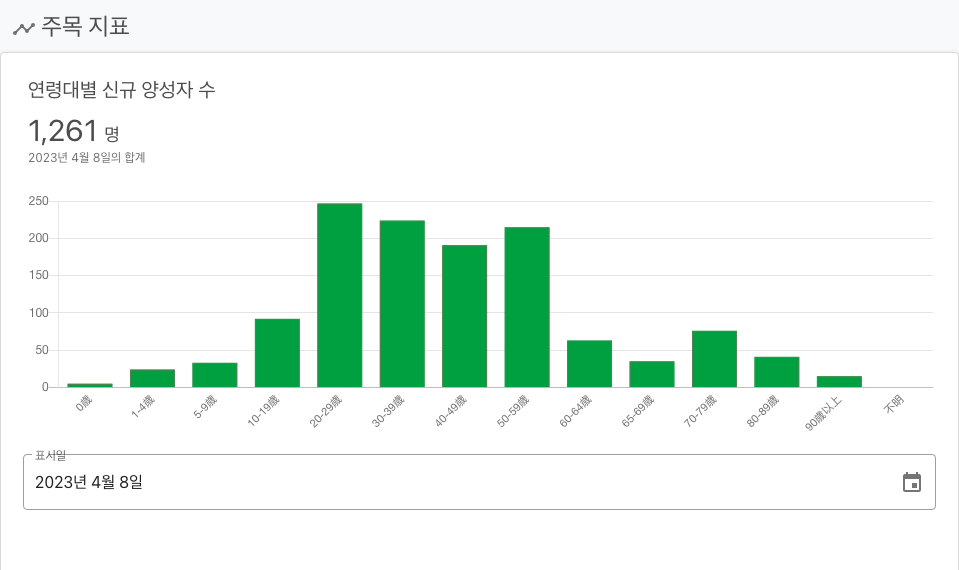 주목 지표
연령대별 신규 양성자 수
1,261 명
2023년 4월 8일의 합계
250
200
150
100
50
0
0歳
1-4歳
5-9歳
10-19歳
20-29歳
30-39歳
40-49歳
50-59歳
60-64歳
65-69歳
70-79歳
80-89歳
90歳以上
不明
표시일
2023년 4월 8일